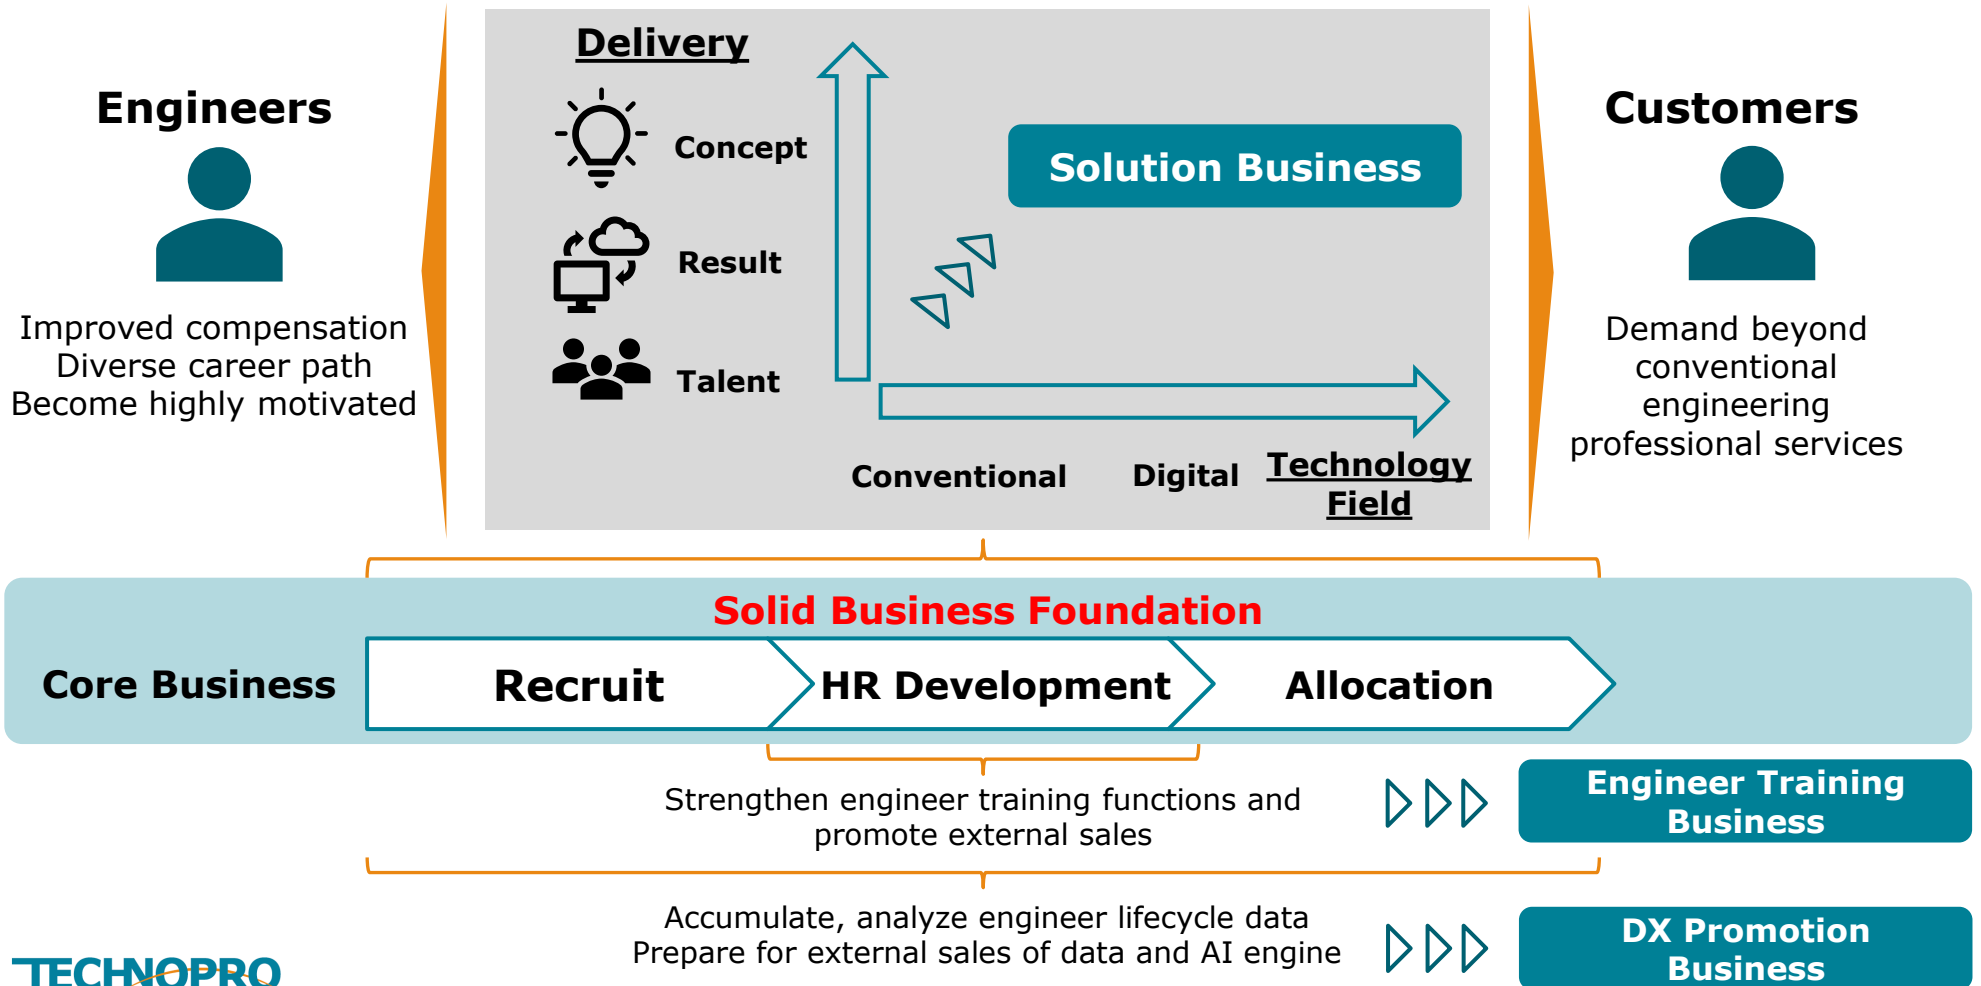 Engineers
Improved compensation
Diverse career path
Become highly motivated
Delivery
Concept
Result
Talent
Solution Business
Conventional
Digital
Technology
Field
Customers
Demand beyond
conventional
engineering
professional services
Solid Business Foundation
Core Business
Recruit
HR Development
Allocation
Strengthen engineer training functions and
promote external sales
Engineer Training
Business
Accumulate, analyze engineer lifecycle data
Prepare for external sales of data and AI engine
DX Promotion
Business
TECHNOPRO